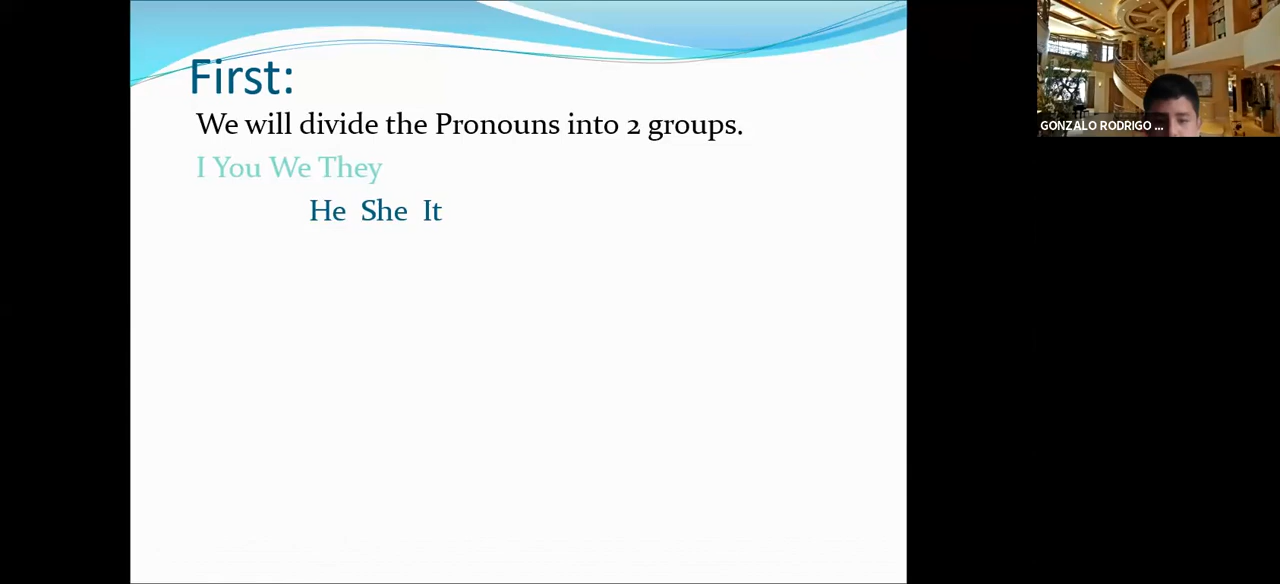 First:
We will divide the Pronouns into 2 groups.
I You We They
He She It
GONZALO RODRIGO ...